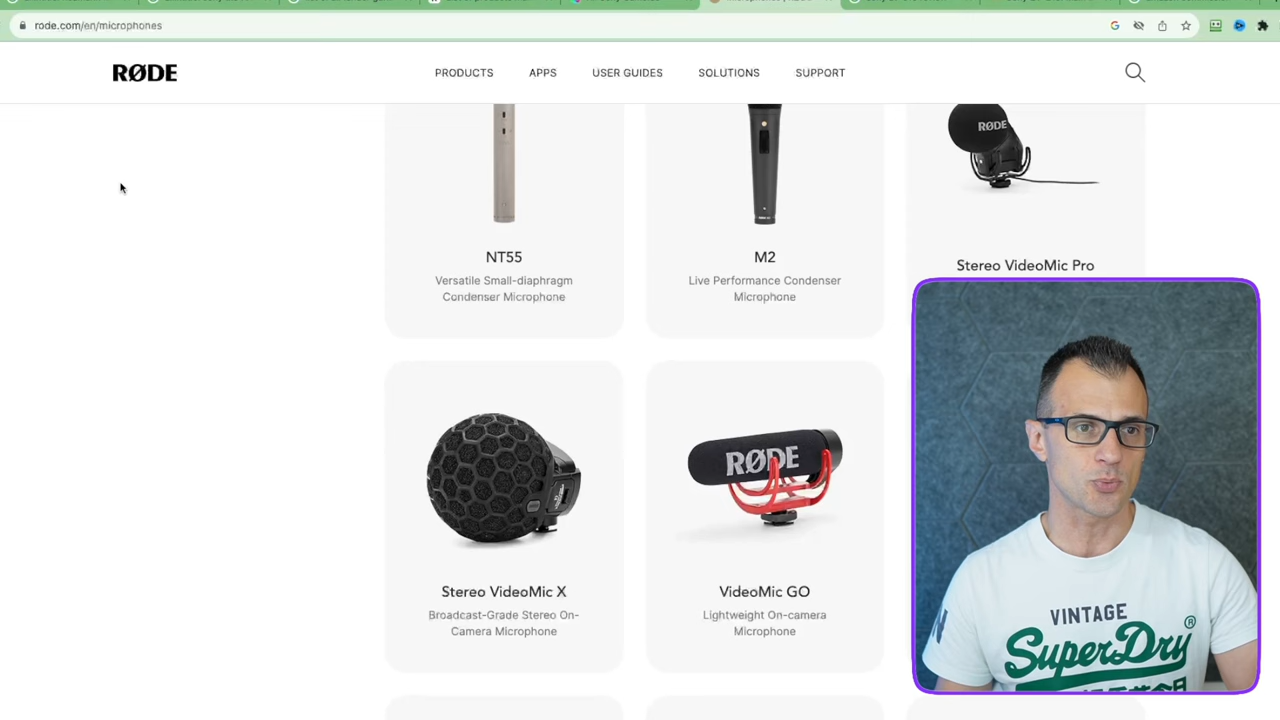 rode.com/en/microphones
RØDE
PRODUCTS
APPS
USER GUIDES
SOLUTIONS
SUPPORT
RØDE
NT55
Versatile Small-diaphragm
Condenser Microphone
M2
Live Performance Condenser
Microphone
Stereo VideoMic Pro
RØDE
Stereo VideoMic X
Broadcast-Grade Stereo On-
Camera Microphone
VideoMic GO
Lightweight On-camera
Microphone
VINTAGE
SuperDry
®